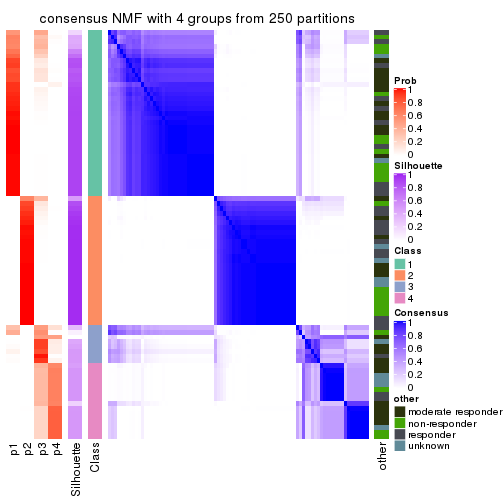 consensus NMF with 4 groups from 250 partitions
Prob
1
0.8
0.6
0.4
0.2
0
Silhouette
1
0.8
0.6
0.4
0.2
0
Class
1
2
3
4
Consensus
1
0.8
0.6
0.4
0.2
0
other
moderate responder
non-responder
responder
unknown
p1
p2
p3
p4
Silhouette
Class
other